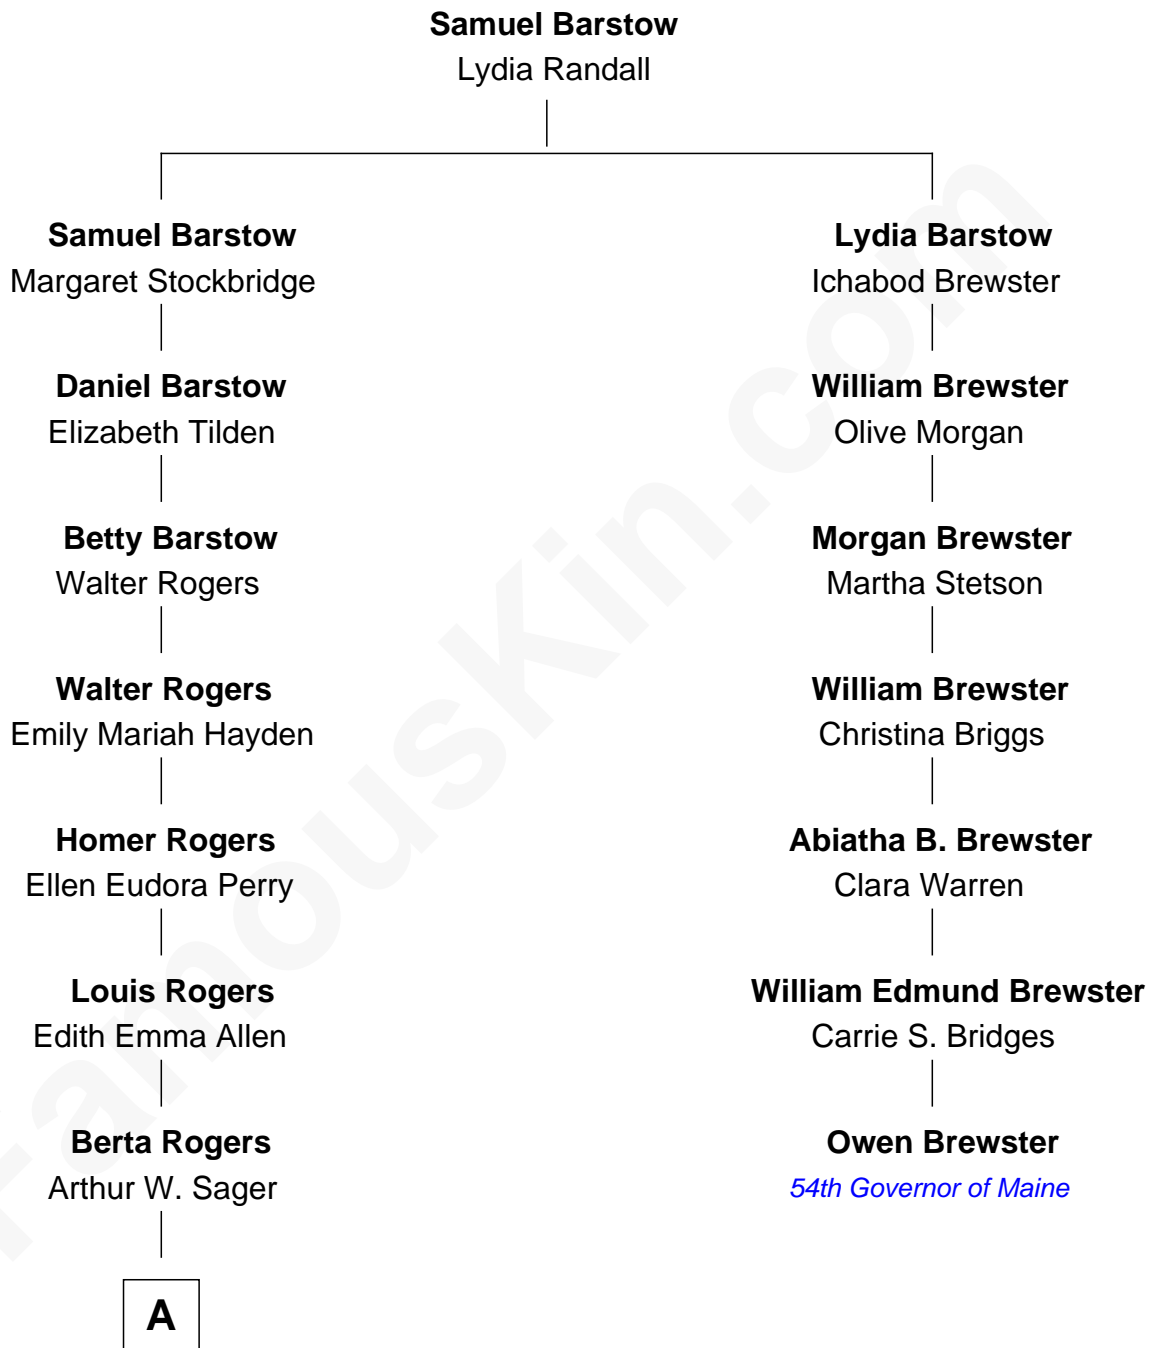 Samuel Barstow
Lydia Randall
Samuel Barstow
Margaret Stockbridge
Daniel Barstow
Elizabeth Tilden
Betty Barstow
Walter Rogers
Walter Rogers
Emily Mariah Hayden
Homer Rogers
Ellen Eudora Perry
Louis Rogers
Edith Emma Allen
Berta Rogers
Arthur W. Sager
A
Lydia Barstow
Ichabod Brewster
William Brewster
Olive Morgan
Morgan Brewster
Martha Stetson
William Brewster
Christina Briggs
Abiatha B. Brewster
Clara Warren
William Edmund Brewster
Carrie S. Bridges
Owen Brewster
54th Governor of Maine
FamousKin.com